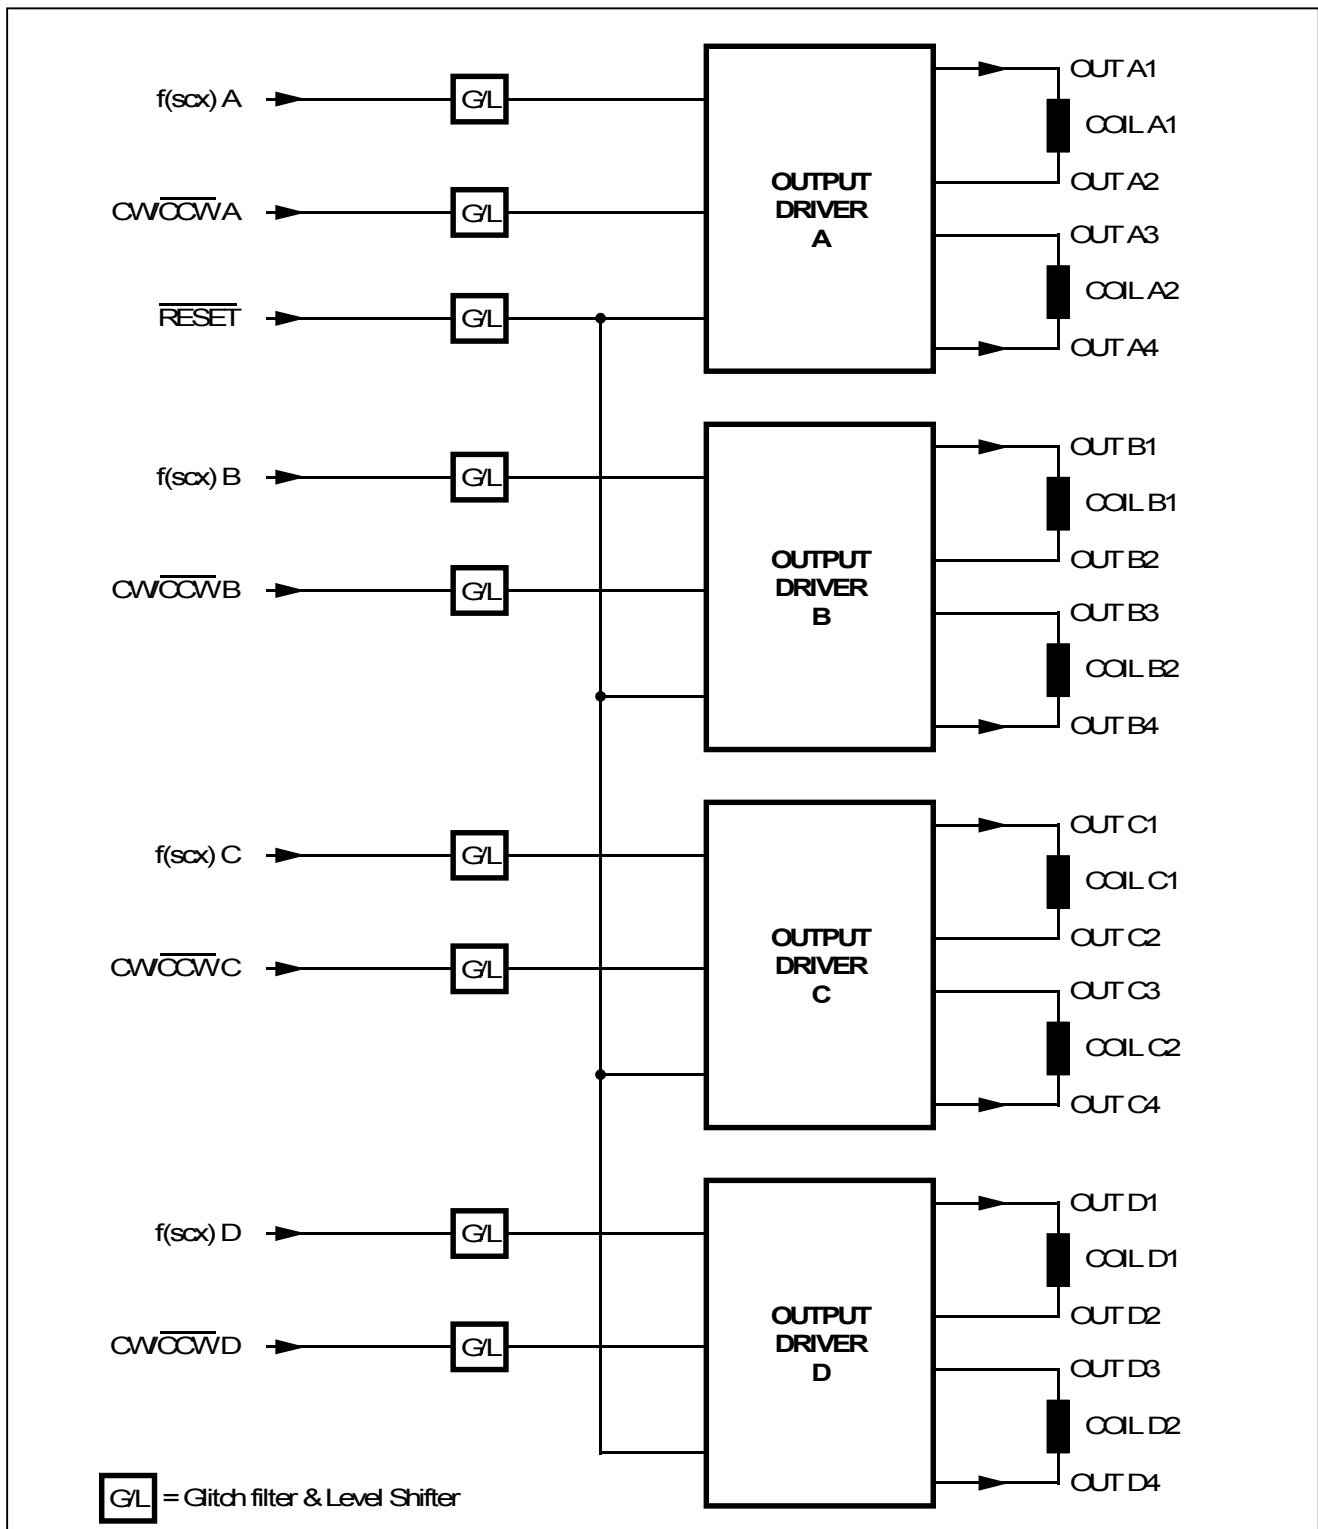 f(scx) A
G/L
CW/CCW A
G/L
RESET
G/L
OUTPUT
DRIVER
A
OUT A1
COIL A1
OUT A2
OUT A3
COIL A2
OUT A4
f(scx) B
G/L
CW/CCW B
G/L
OUTPUT
DRIVER
B
OUT B1
COIL B1
OUT B2
OUT B3
COIL B2
OUT B4
f(scx) C
G/L
CW/CCW C
G/L
OUTPUT
DRIVER
C
OUT C1
COIL C1
OUT C2
OUT C3
COIL C2
OUT C4
f(scx) D
G/L
CW/CCW D
G/L
OUTPUT
DRIVER
D
OUT D1
COIL D1
OUT D2
OUT D3
COIL D2
OUT D4
G/L = Glitch filter & Level Shifter